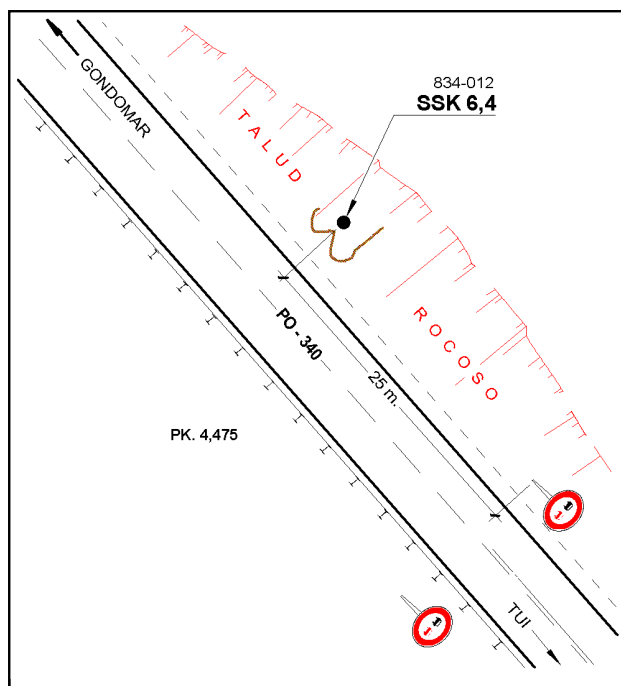 834-012
SSK 6,4
GONDOMAR
TALUD
ROCOSO
PO - 340
25 m.
PK. 4,475
TUI